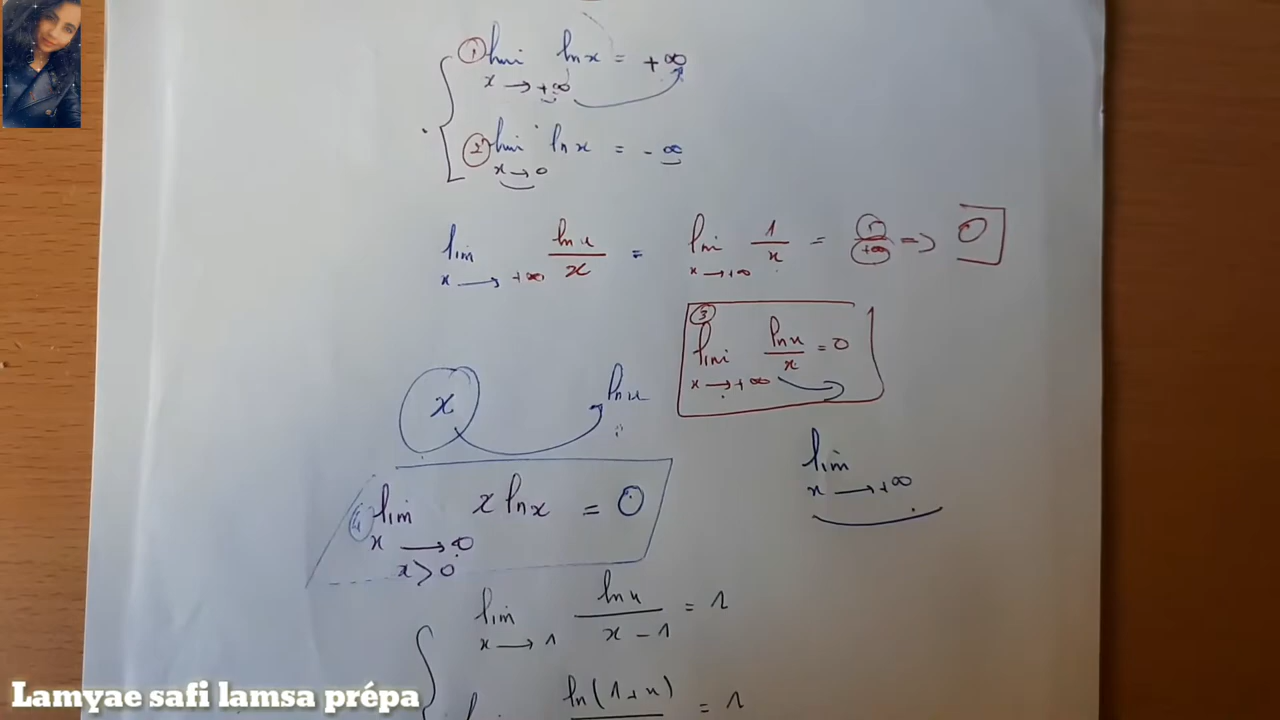 ① lim ln x = +∞
x → +∞
② lim ln x = -∞
x → 0
lim ln x / x = lim 1 / x = 1 / +∞ => 0
x → +∞ x → +∞
③
lim ln x / x = 0
x → +∞
x ln x
④ lim x ln x = 0
x → 0
x > 0
lim
x → +∞
lim ln x / x - 1 = 1
x → 1
ln(1+x) = 1
Lamyae safi lamsa prépa